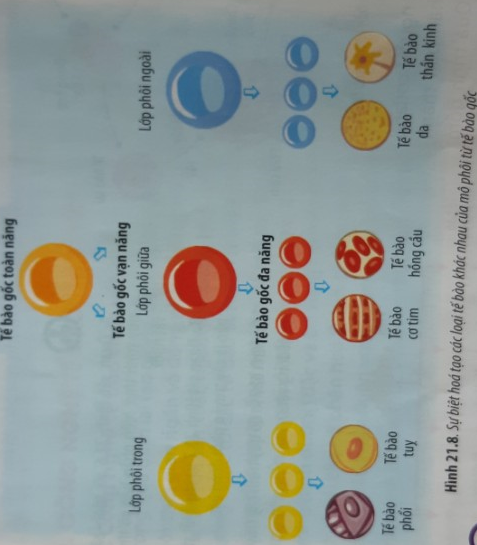 Tế bào gốc toàn năng
Tế bào gốc vạn năng
Lớp phôi trong
Lớp phôi giữa
Lớp phôi ngoài
Tế bào gốc đa năng
Tế bào
phổi
Tế bào
tuỵ
Tế bào
cơ tim
Tế bào
hồng cầu
Tế bào
da
Tế bào
thần kinh
Hình 21.8. Sự biệt hoá tạo các loại tế bào khác nhau của mô phôi từ tế bào gốc